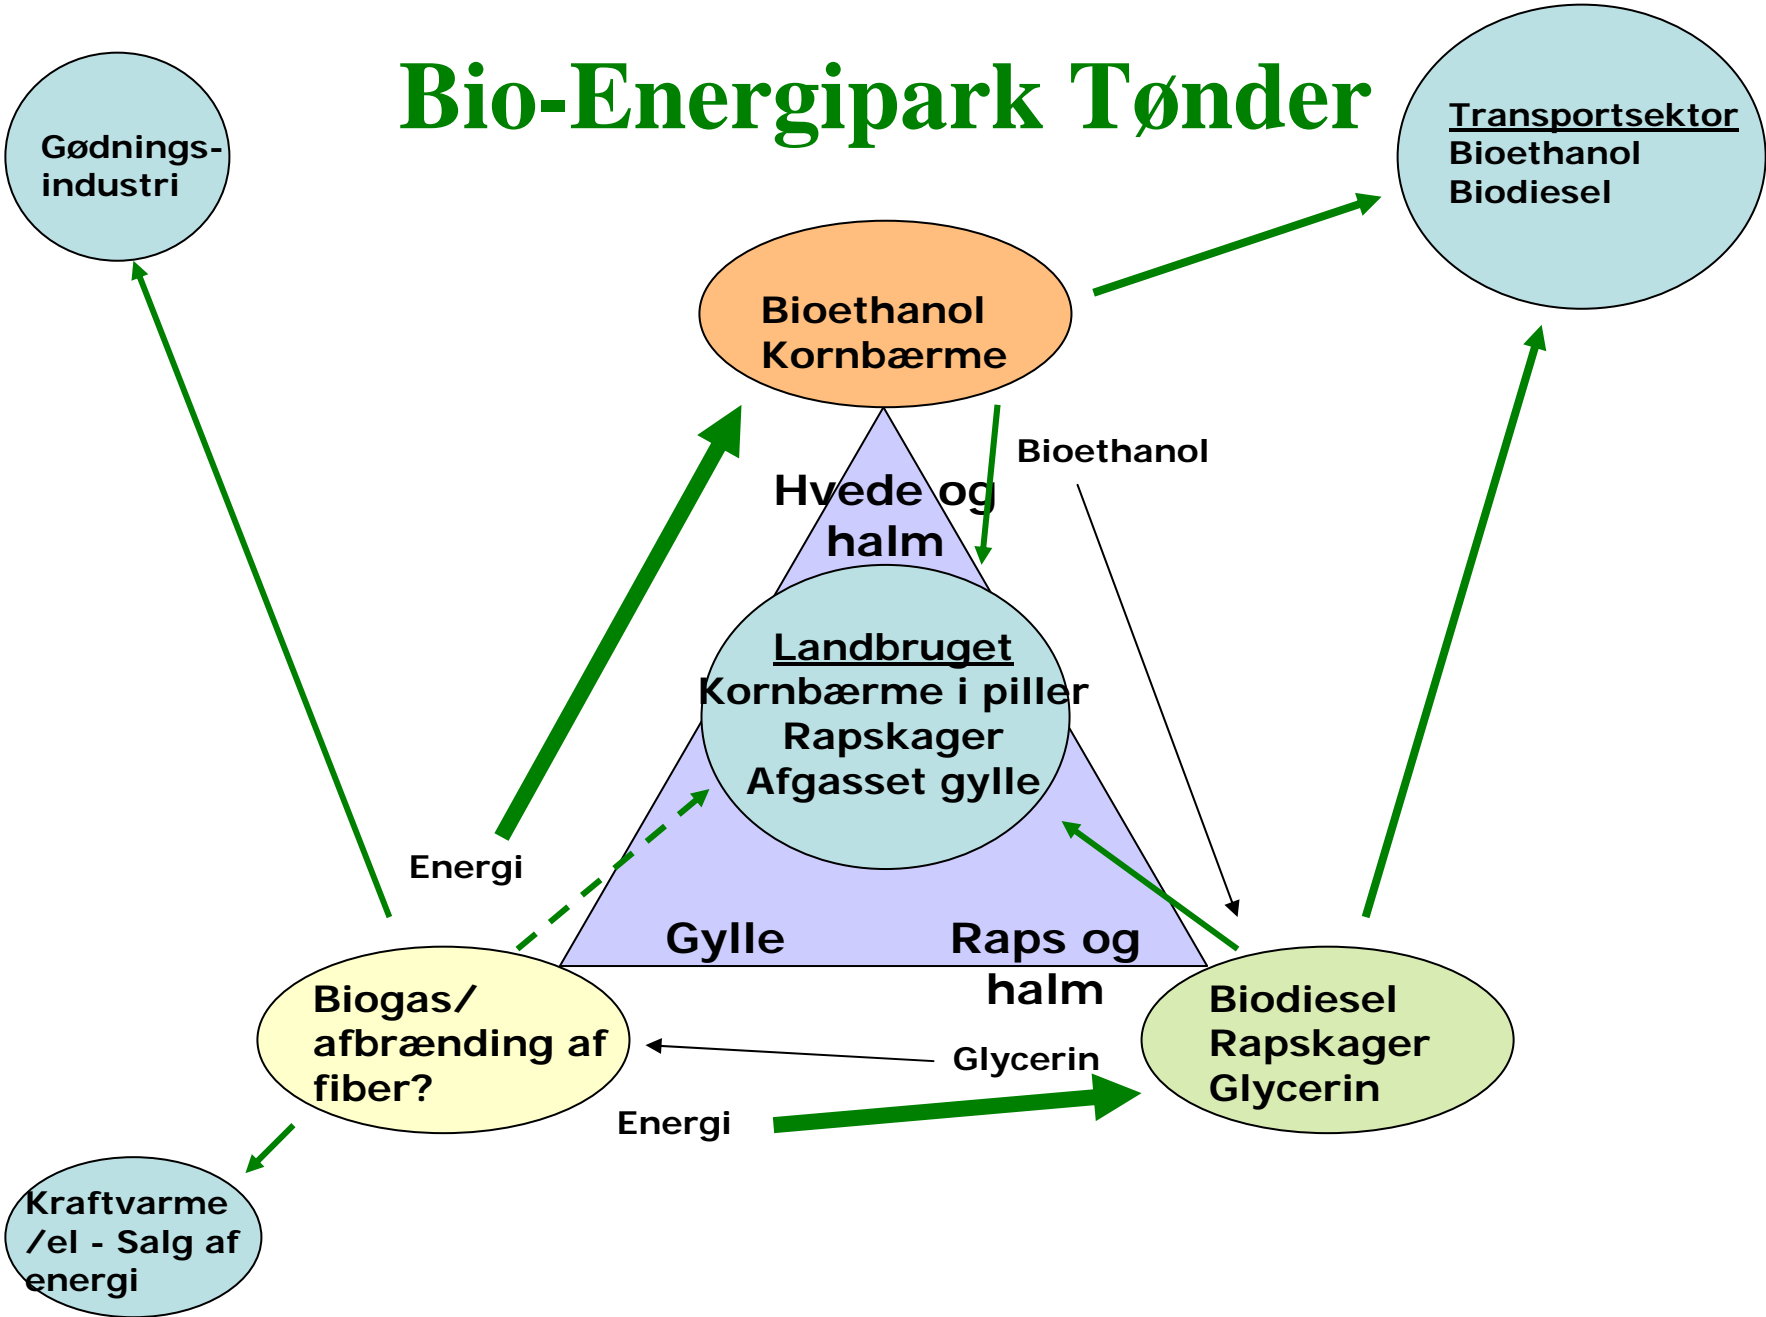 Bio-Energipark Tønder
Gødnings-
industri
Transportsektor
Bioethanol
Biodiesel
Bioethanol
Kornbærme
Bioethanol
Hvede og
halm
Landbruget
Kornbærme i piller
Rapskager
Afgasset gylle
Energi
Gylle
Raps og
halm
Biogas/
afbrænding af
fiber?
Biodiesel
Rapskager
Glycerin
Glycerin
Energi
Kraftvarme
/el - Salg af
energi